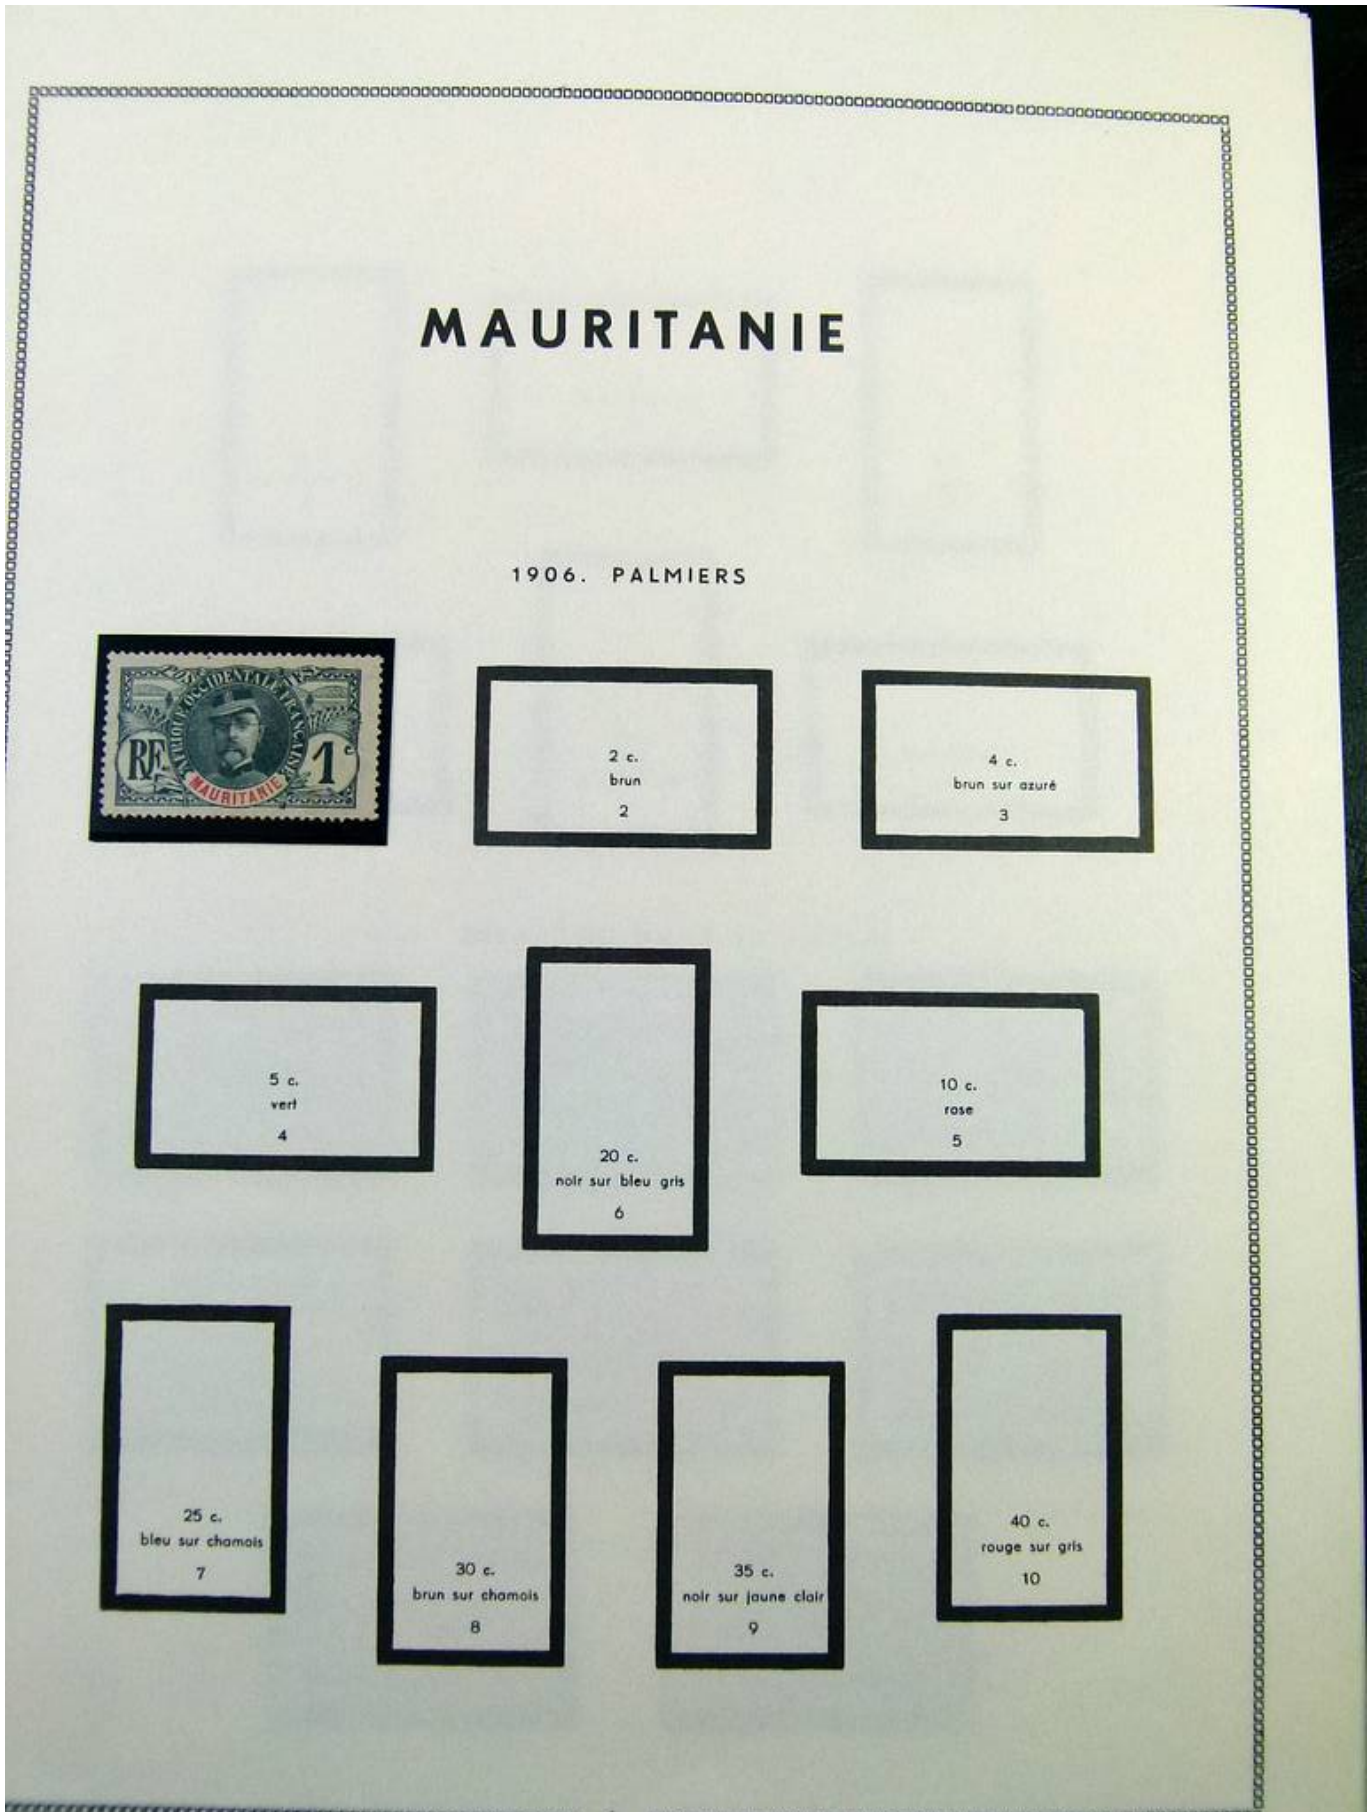 MAURITANIE
1906. PALMIERS
AFRIQUE OCCIDENTALE FRANÇAISE
RF
1c
MAURITANIE
2 c.
brun
2
4 c.
brun sur azuré
3
5 c.
vert
4
20 c.
noir sur bleu gris
6
10 c.
rose
5
25 c.
bleu sur chamois
7
30 c.
brun sur chamois
8
35 c.
noir sur jaune clair
9
40 c.
rouge sur gris
10